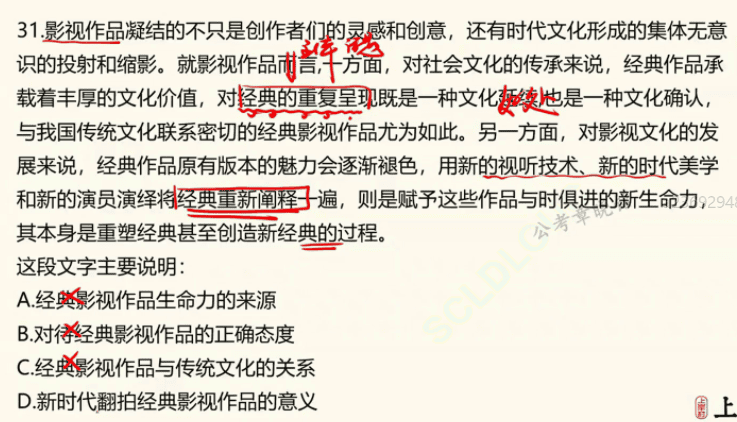 31.影视作品凝结的不只是创作者们的灵感和创意，还有时代文化形成的集体无意
识的投射和缩影。就影视作品而言,一方面，对社会文化的传承来说，经典作品承
载着丰厚的文化价值，对经典的重复呈现既是一种文化延续,也是一种文化确认，
与我国传统文化联系密切的经典影视作品尤为如此。另一方面，对影视文化的发
展来说，经典作品原有版本的魅力会逐渐褪色，用新的视听技术、新的时代美学
和新的演员演绎将经典重新阐释一遍，则是赋予这些作品与时俱进的新生命力，
其本身是重塑经典甚至创造新经典的过程。
这段文字主要说明：
A.经典影视作品生命力的来源
B.对待经典影视作品的正确态度
C.经典影视作品与传统文化的关系
D.新时代翻拍经典影视作品的意义
公考章
SCLDLG
上